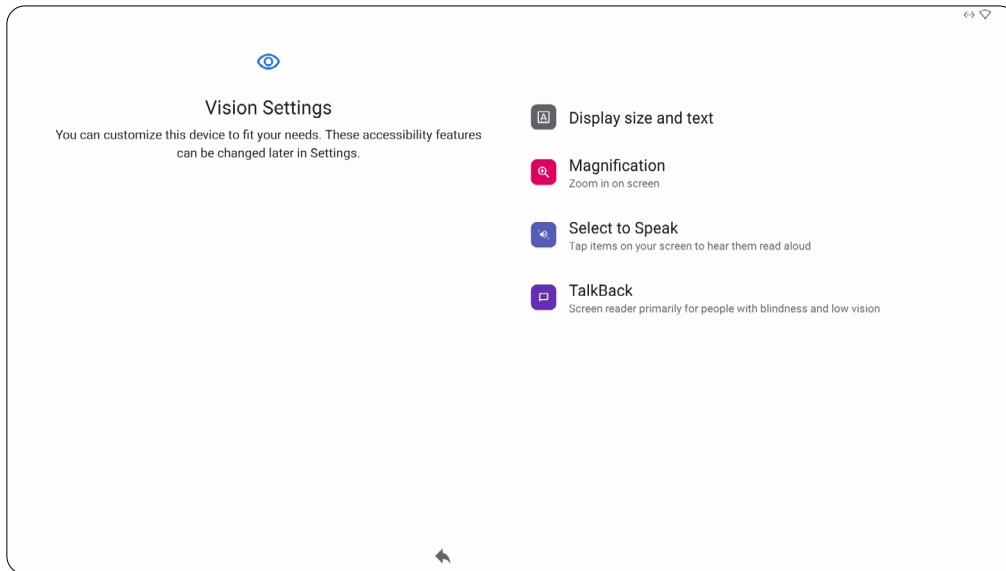 Vision Settings
You can customize this device to fit your needs. These accessibility features
can be changed later in Settings.
A
Display size and text
Magnification
Zoom in on screen
Select to Speak
Tap items on your screen to hear them read aloud
TalkBack
Screen reader primarily for people with blindness and low vision